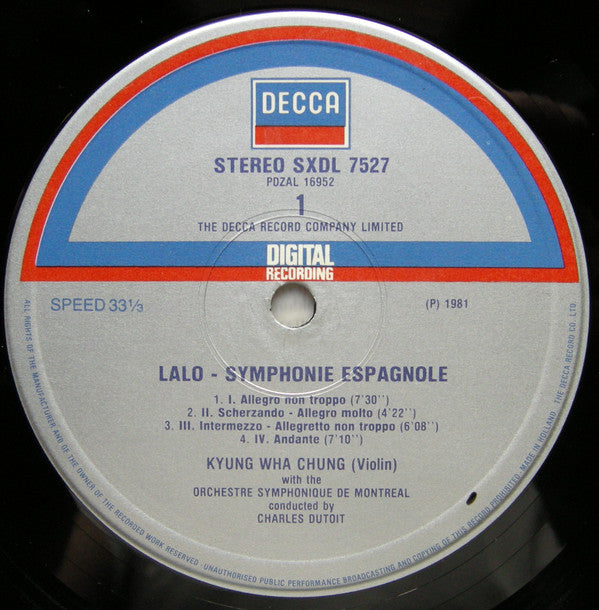 DECCA
STEREO SXDL 7527
PDZAL 16952
1
THE DECCA RECORD COMPANY LIMITED
DIGITAL
RECORDING
SPEED 33⅓
(P) 1981
LALO - SYMPHONIE ESPAGNOLE
1. I. Allegro non troppo (7'30'')
2. II. Scherzando - Allegro molto (4'22'')
3. III. Intermezzo - Allegretto non troppo (6'08'')
4. IV. Andante (7'10'')
KYUNG WHA CHUNG (Violin)
with the
ORCHESTRE SYMPHONIQUE DE MONTREAL
conducted by
CHARLES DUTOIT
ALL RIGHTS OF THE MANUFACTURER AND OF THE OWNER OF THE RECORDED WORK RESERVED. UNAUTHORISED PUBLIC PERFORMANCE BROADCASTING AND COPYING OF THIS RECORD PROHIBITED. MADE IN HOLLAND. THE DECCA RECORD CO. LTD.